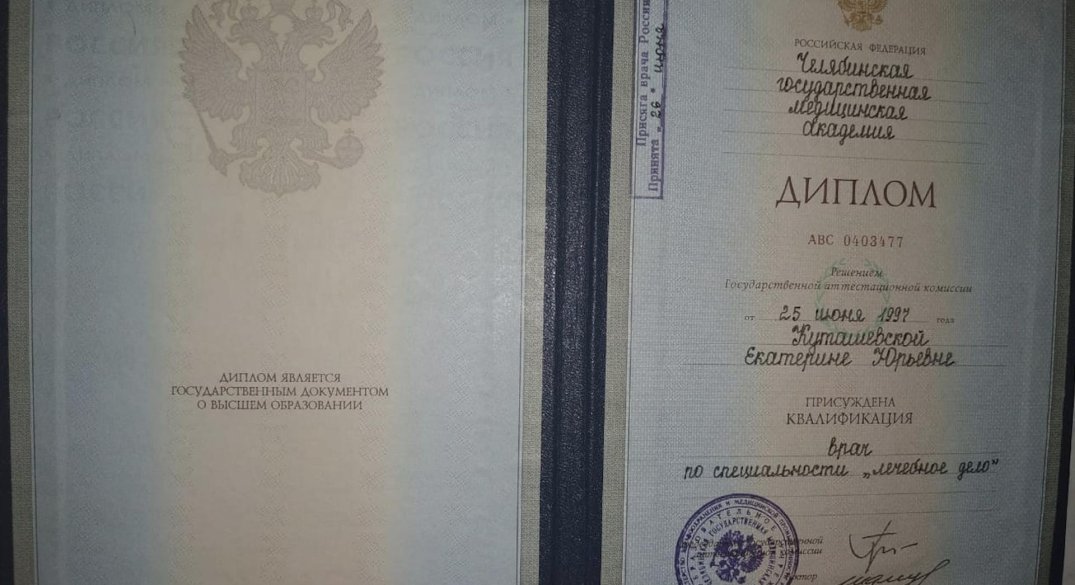 ДИПЛОМ ЯВЛЯЕТСЯ
ГОСУДАРСТВЕННЫМ ДОКУМЕНТОМ
О ВЫСШЕМ ОБРАЗОВАНИИ
Присяга врача России
Принята „26" июня
РОССИЙСКАЯ ФЕДЕРАЦИЯ
Челябинская
государственная
медицинская
академия
ДИПЛОМ
АВС 0403477
Решением
Государственной аттестационной комиссии
от 25 июня 1997 года
Куташевской
Екатерине Юрьевне
ПРИСУЖДЕНА
КВАЛИФИКАЦИЯ
врач
по специальности „лечебное дело"